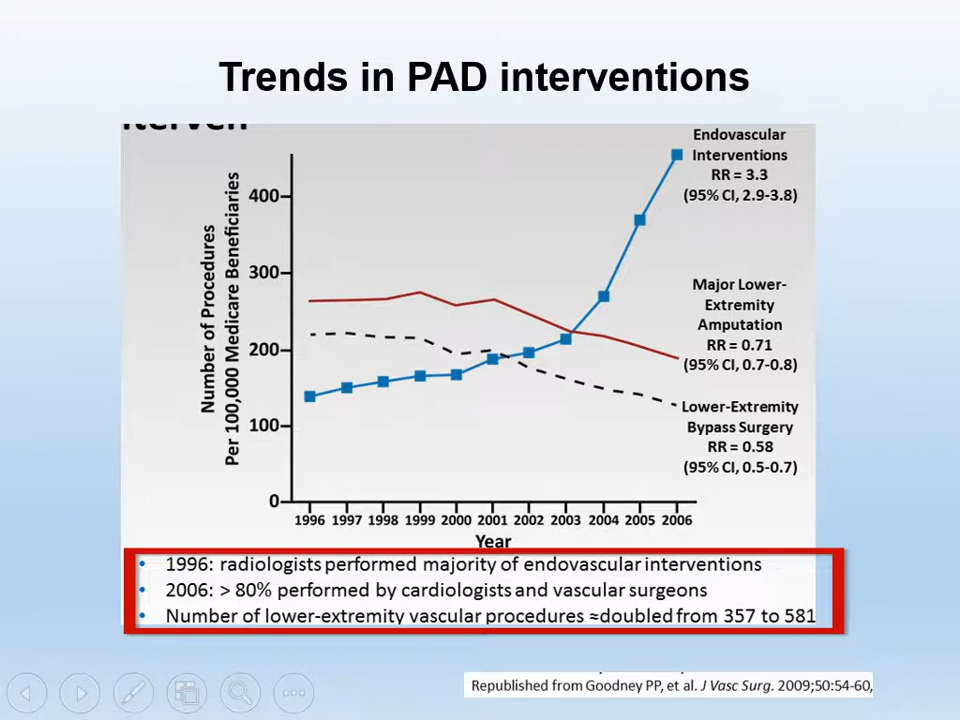 Trends in PAD interventions
Endovascular
Interventions
RR = 3.3
(95% CI, 2.9-3.8)
Number of Procedures
Per 100,000 Medicare Beneficiaries
400
300
200
100
0
Major Lower-
Extremity
Amputation
RR = 0.71
(95% CI, 0.7-0.8)
Lower-Extremity
Bypass Surgery
RR = 0.58
(95% CI, 0.5-0.7)
1996 1997 1998 1999 2000 2001 2002 2003 2004 2005 2006
Year
• 1996: radiologists performed majority of endovascular interventions
• 2006: > 80% performed by cardiologists and vascular surgeons
• Number of lower-extremity vascular procedures ≈doubled from 357 to 581
Republished from Goodney PP, et al. J Vasc Surg. 2009;50:54-60,